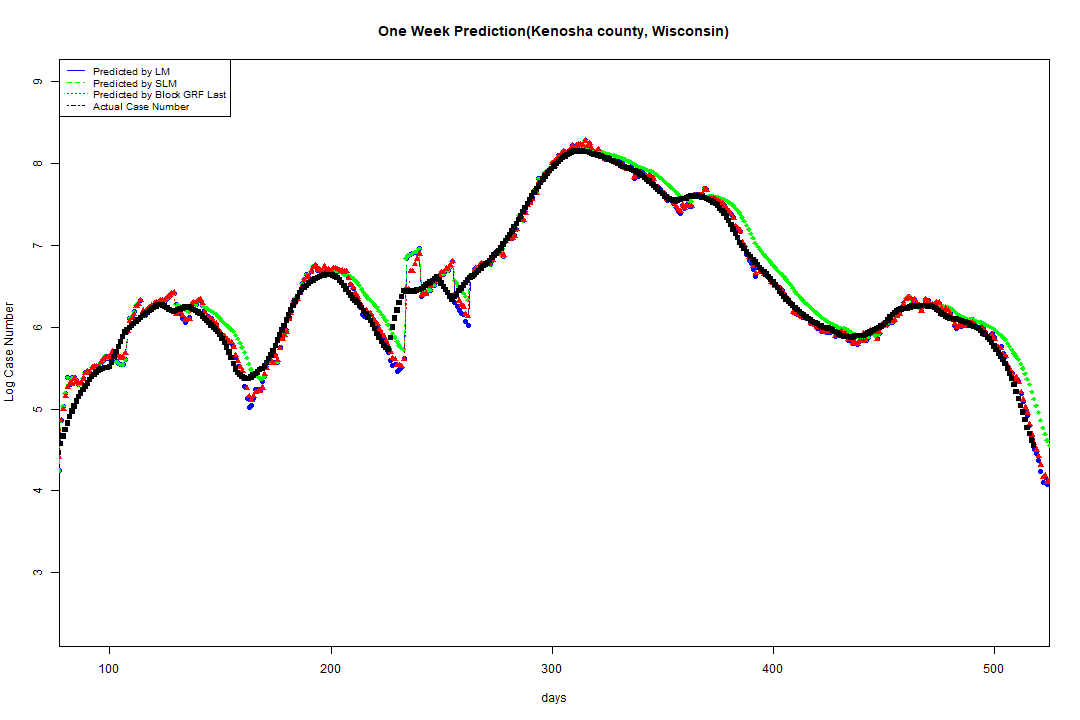 One Week Prediction(Kenosha county, Wisconsin)
Predicted by LM
Predicted by SLM
Predicted by Block GRF Last
Actual Case Number
9
8
7
6
5
4
3
Log Case Number
100 200 300 400 500
days